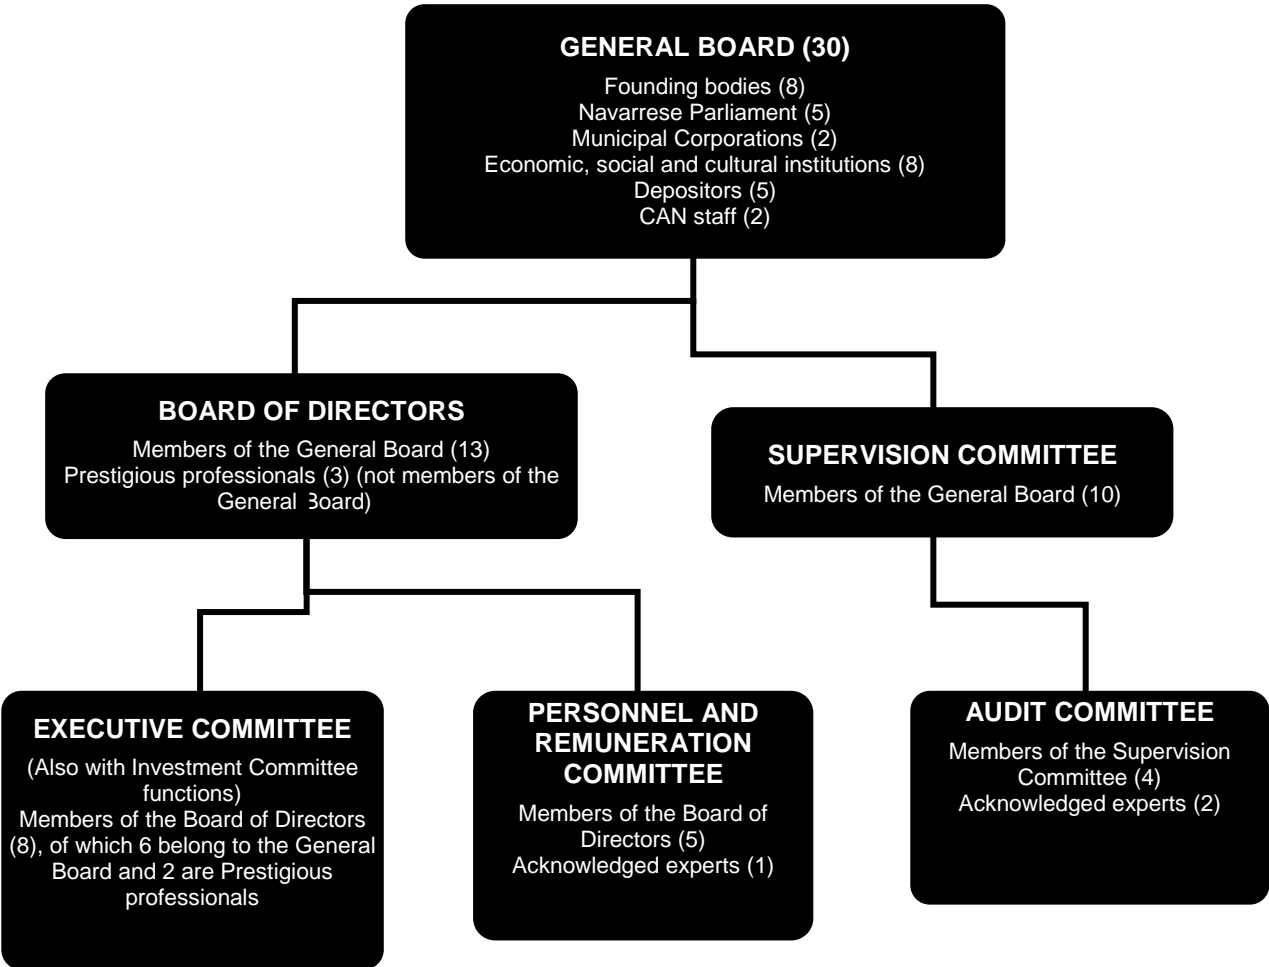 GENERAL BOARD (30)
Founding bodies (8)
Navarrese Parliament (5)
Municipal Corporations (2)
Economic, social and cultural institutions (8)
Depositors (5)
CAN staff (2)
BOARD OF DIRECTORS
Members of the General Board (13)
Prestigious professionals (3) (not members of the
General Board)
SUPERVISION COMMITTEE
Members of the General Board (10)
EXECUTIVE COMMITTEE
(Also with Investment Committee
functions)
Members of the Board of Directors
(8), of which 6 belong to the General
Board and 2 are Prestigious
professionals
PERSONNEL AND
REMUNERATION
COMMITTEE
Members of the Board of
Directors (5)
Acknowledged experts (1)
AUDIT COMMITTEE
Members of the Supervision
Committee (4)
Acknowledged experts (2)